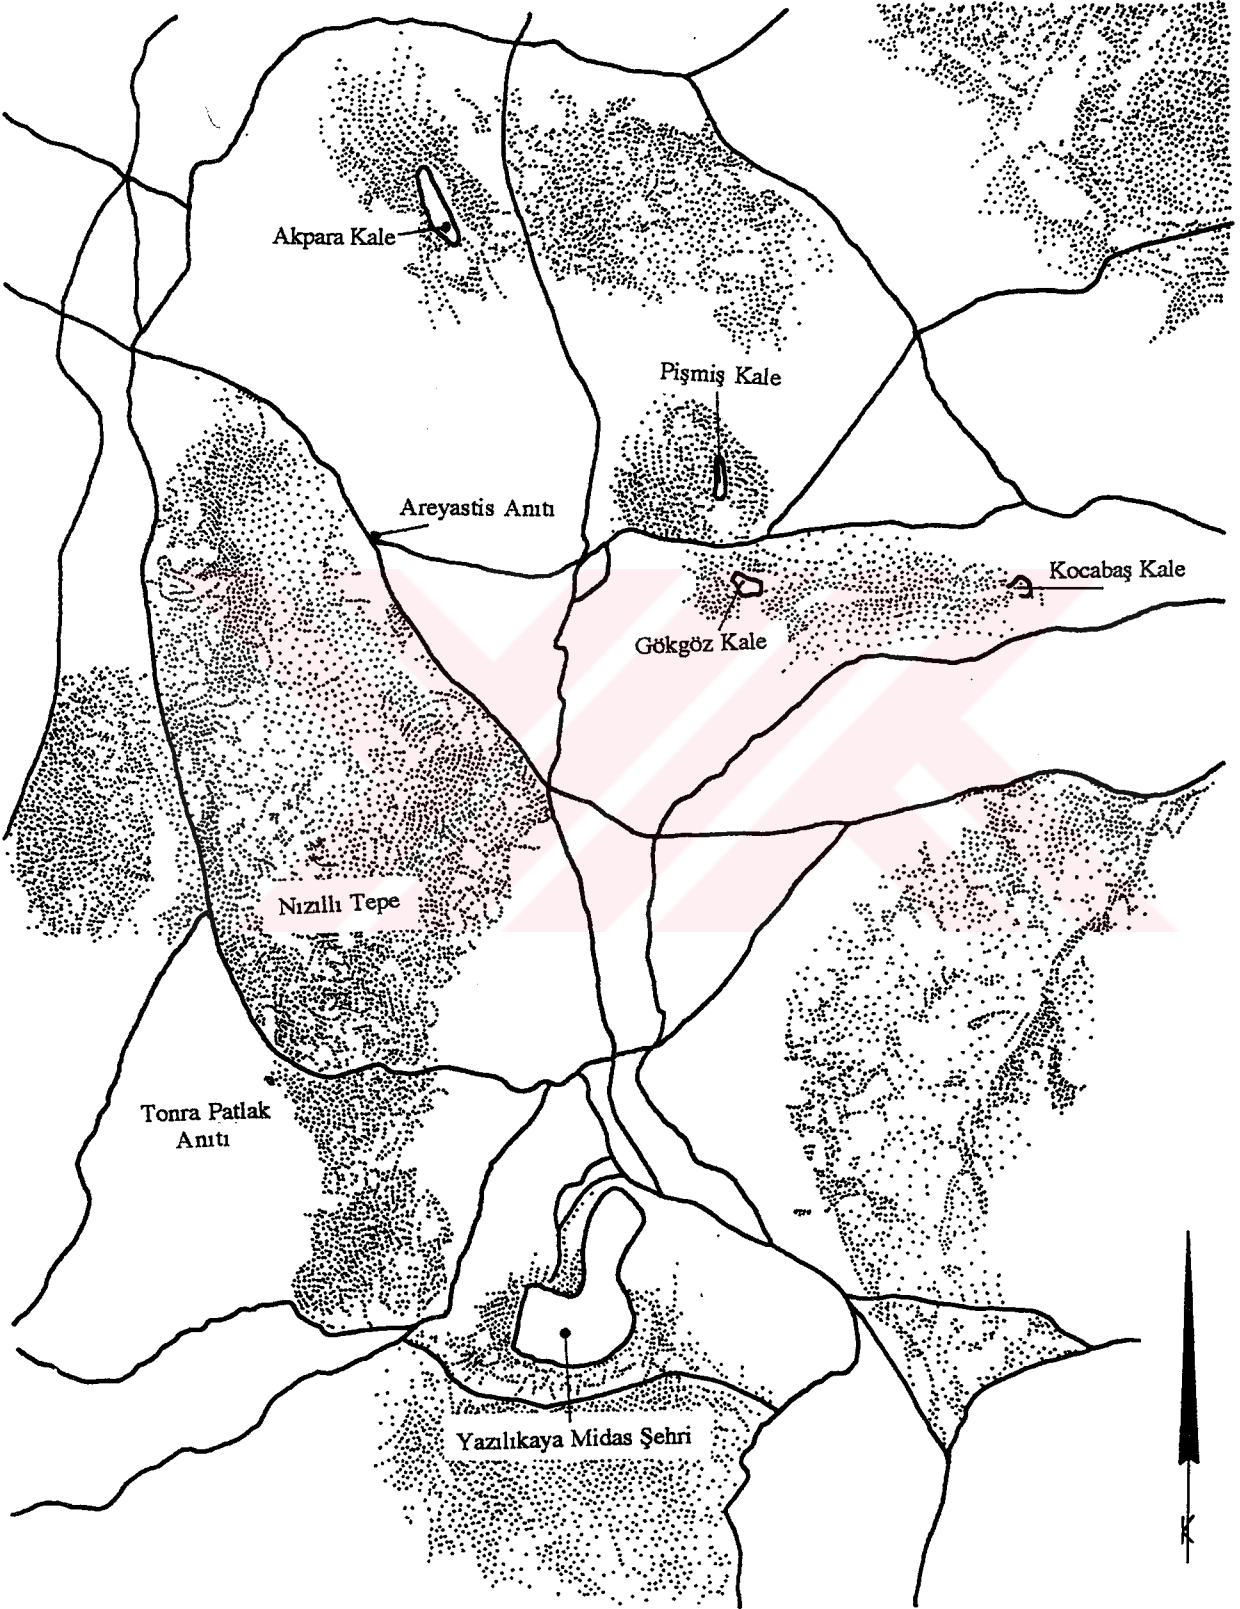 Akpara Kale
Pişmiş Kale
Areyastis Anıtı
Kocabaş Kale
Gökgöz Kale
Nızıllı Tepe
Tonra Patlak
Anıtı
Yazılıkaya Midas Şehri
K